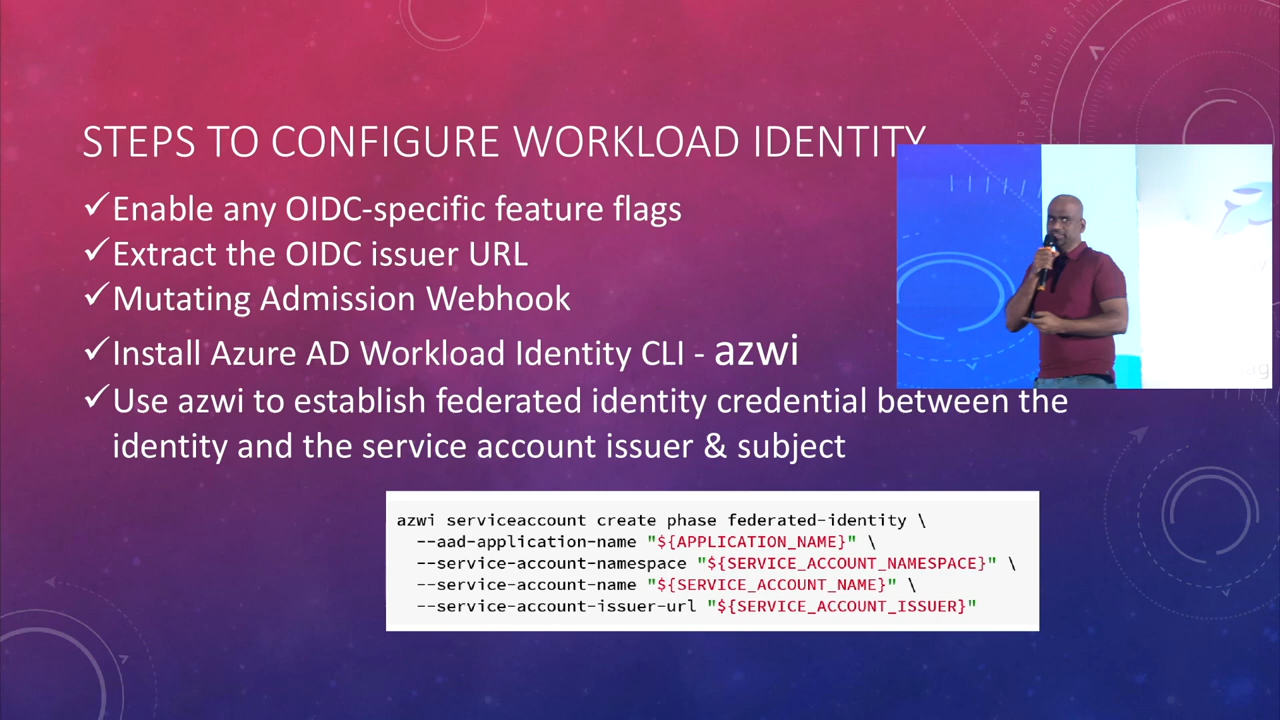 STEPS TO CONFIGURE WORKLOAD IDENTITY
✓Enable any OIDC-specific feature flags
✓Extract the OIDC issuer URL
✓Mutating Admission Webhook
✓Install Azure AD Workload Identity CLI - azwi
✓Use azwi to establish federated identity credential between the
identity and the service account issuer & subject
azwi serviceaccount create phase federated-identity \
--aad-application-name "${APPLICATION_NAME}" \
--service-account-namespace "${SERVICE_ACCOUNT_NAMESPACE}" \
--service-account-name "${SERVICE_ACCOUNT_NAME}" \
--service-account-issuer-url "${SERVICE_ACCOUNT_ISSUER}"